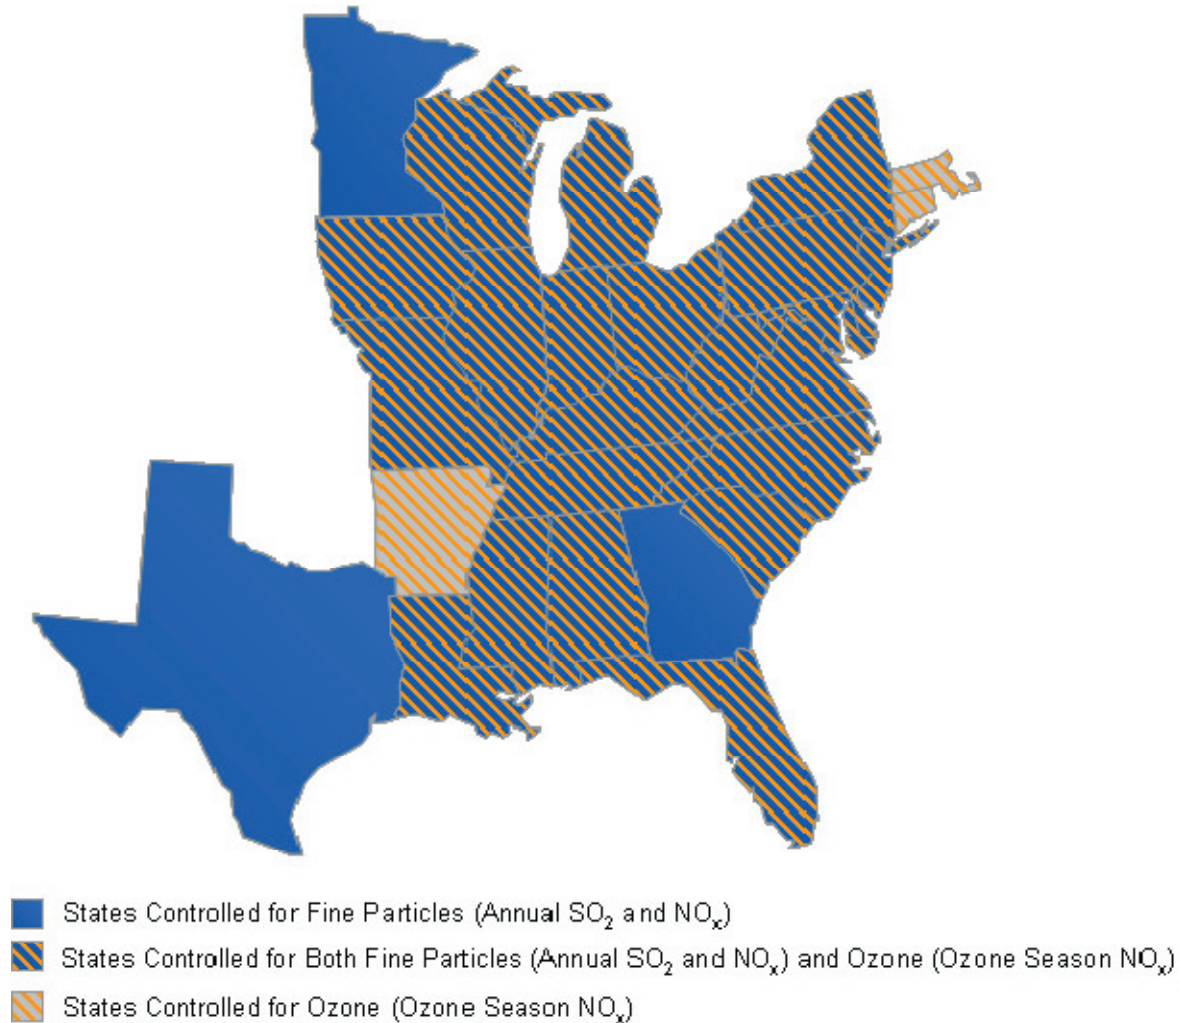 States Controlled for Fine Particles (Annual SO₂ and NOₓ)
States Controlled for Both Fine Particles (Annual SO₂ and NOₓ) and Ozone (Ozone Season NOₓ)
States Controlled for Ozone (Ozone Season NOₓ)